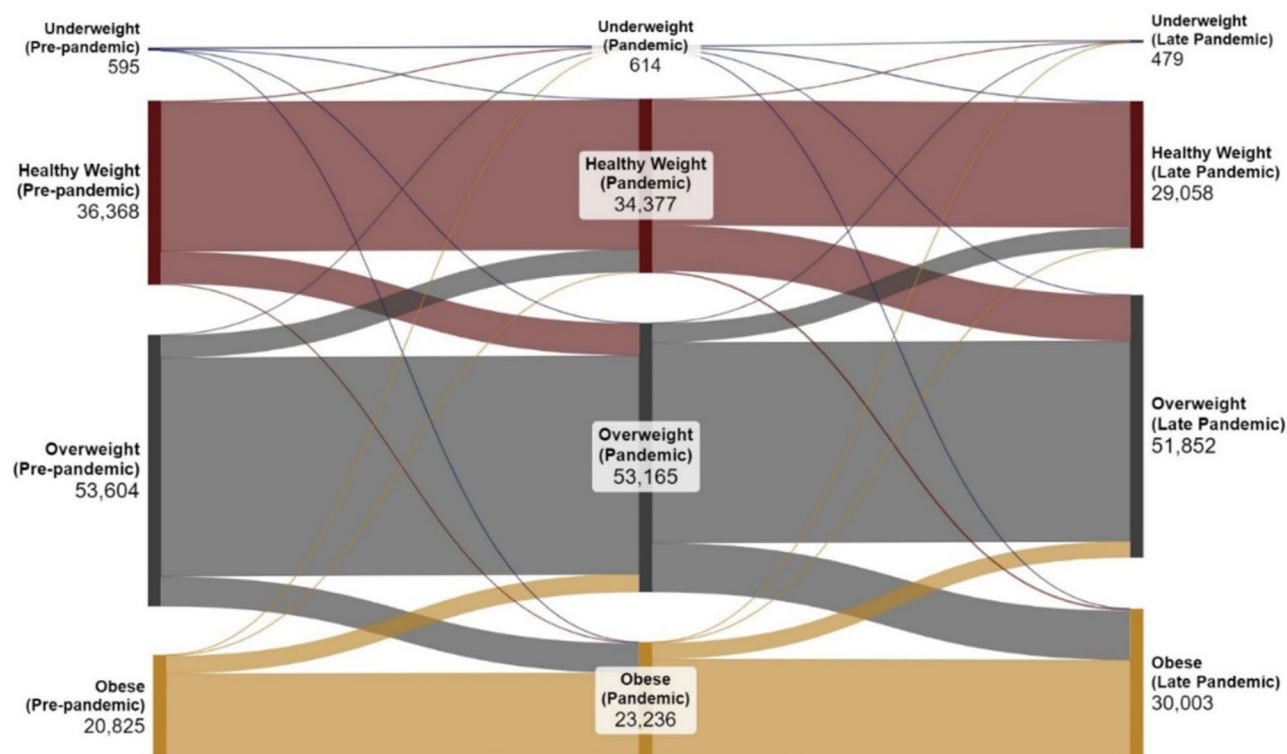 Underweight
(Pre-pandemic)
595
Healthy Weight
(Pre-pandemic)
36,368
Overweight
(Pre-pandemic)
53,604
Obese
(Pre-pandemic)
20,825
Underweight
(Pandemic)
614
Healthy Weight
(Pandemic)
34,377
Overweight
(Pandemic)
53,165
Obese
(Pandemic)
23,236
Underweight
(Late Pandemic)
479
Healthy Weight
(Late Pandemic)
29,058
Overweight
(Late Pandemic)
51,852
Obese
(Late Pandemic)
30,003